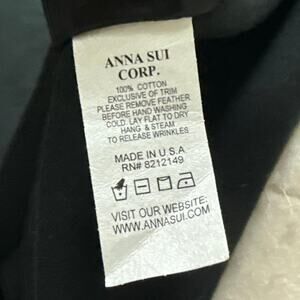 ANNA SUI
CORP.
100% COTTON
EXCLUSIVE OF TRIM
PLEASE REMOVE FEATHER
BEFORE HAND WASHING
COLD. LAY FLAT TO DRY
HANG & STEAM
TO RELEASE WRINKLES
MADE IN U.S.A
RN# 8212149
VISIT OUR WEBSITE:
WWW.ANNASUI.COM